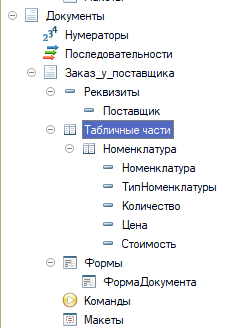 Документы
Нумераторы
Последовательности
Заказ_у_поставщика
Реквизиты
Поставщик
Табличные части
Номенклатура
Номенклатура
ТипНоменклатуры
Количество
Цена
Стоимость
Формы
ФормаДокумента
Команды
Макеты